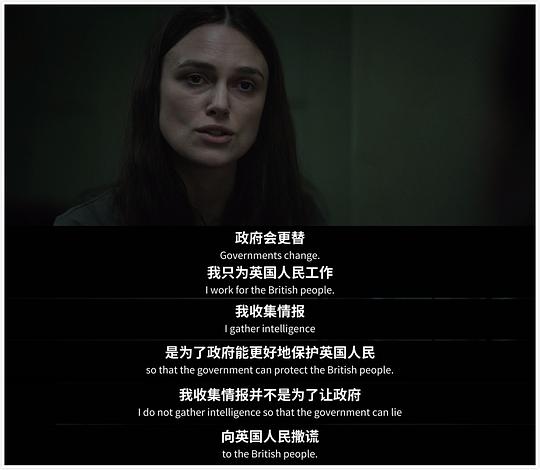 政府会更替
Governments change.
我只为英国人民工作
I work for the British people.
我收集情报
I gather intelligence
是为了政府能更好地保护英国人民
so that the government can protect the British people.
我收集情报并不是为了让政府
I do not gather intelligence so that the government can lie
向英国人民撒谎
to the British people.